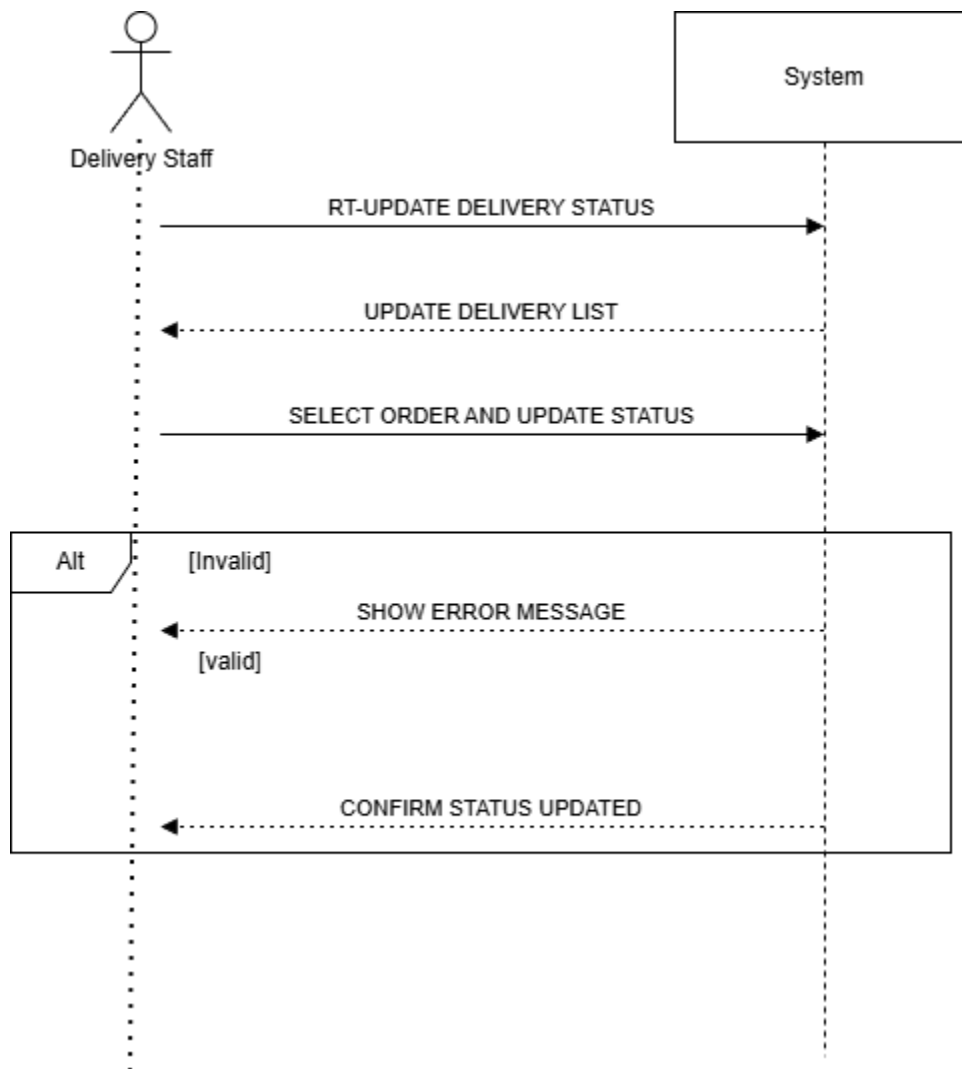 System
Delivery Staff
RT-UPDATE DELIVERY STATUS
UPDATE DELIVERY LIST
SELECT ORDER AND UPDATE STATUS
Alt
[Invalid]
SHOW ERROR MESSAGE
[valid]
CONFIRM STATUS UPDATED